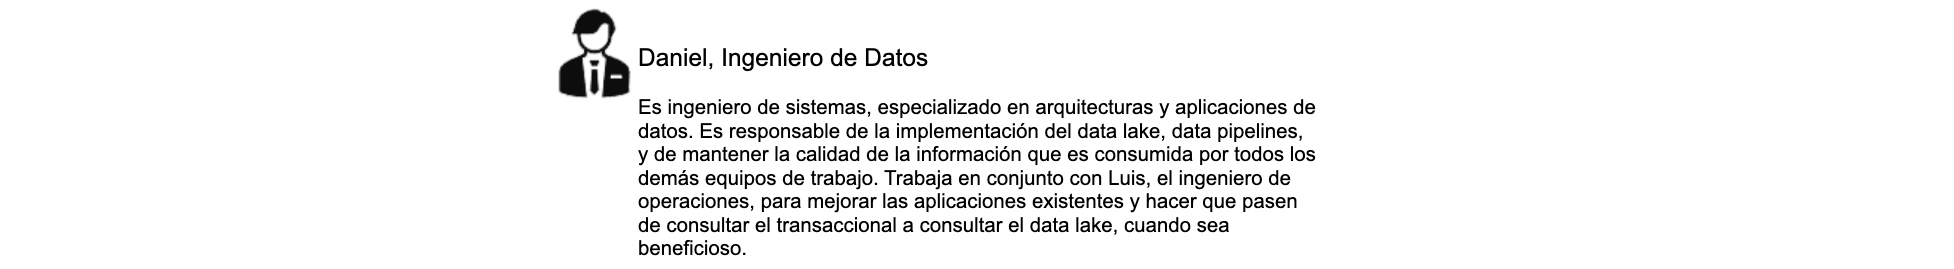 Daniel, Ingeniero de Datos
Es ingeniero de sistemas, especializado en arquitecturas y aplicaciones de
datos. Es responsable de la implementación del data lake, data pipelines,
y de mantener la calidad de la información que es consumida por todos los
demás equipos de trabajo. Trabaja en conjunto con Luis, el ingeniero de
operaciones, para mejorar las aplicaciones existentes y hacer que pasen
de consultar el transaccional a consultar el data lake, cuando sea
beneficioso.